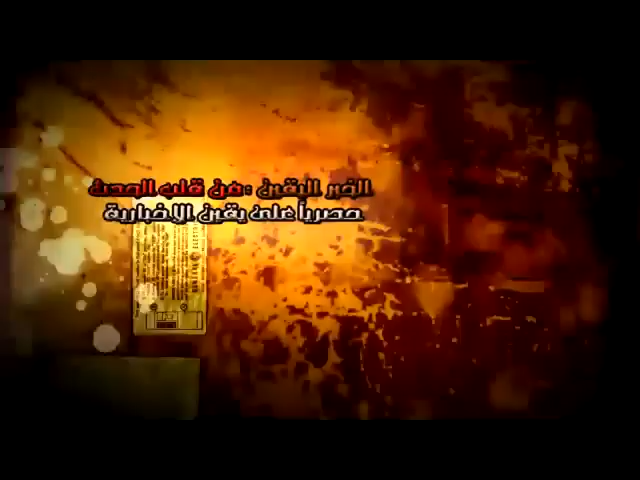 الخبر اليقين : من قلب الحدث
حصرياً على يقين الإخبارية